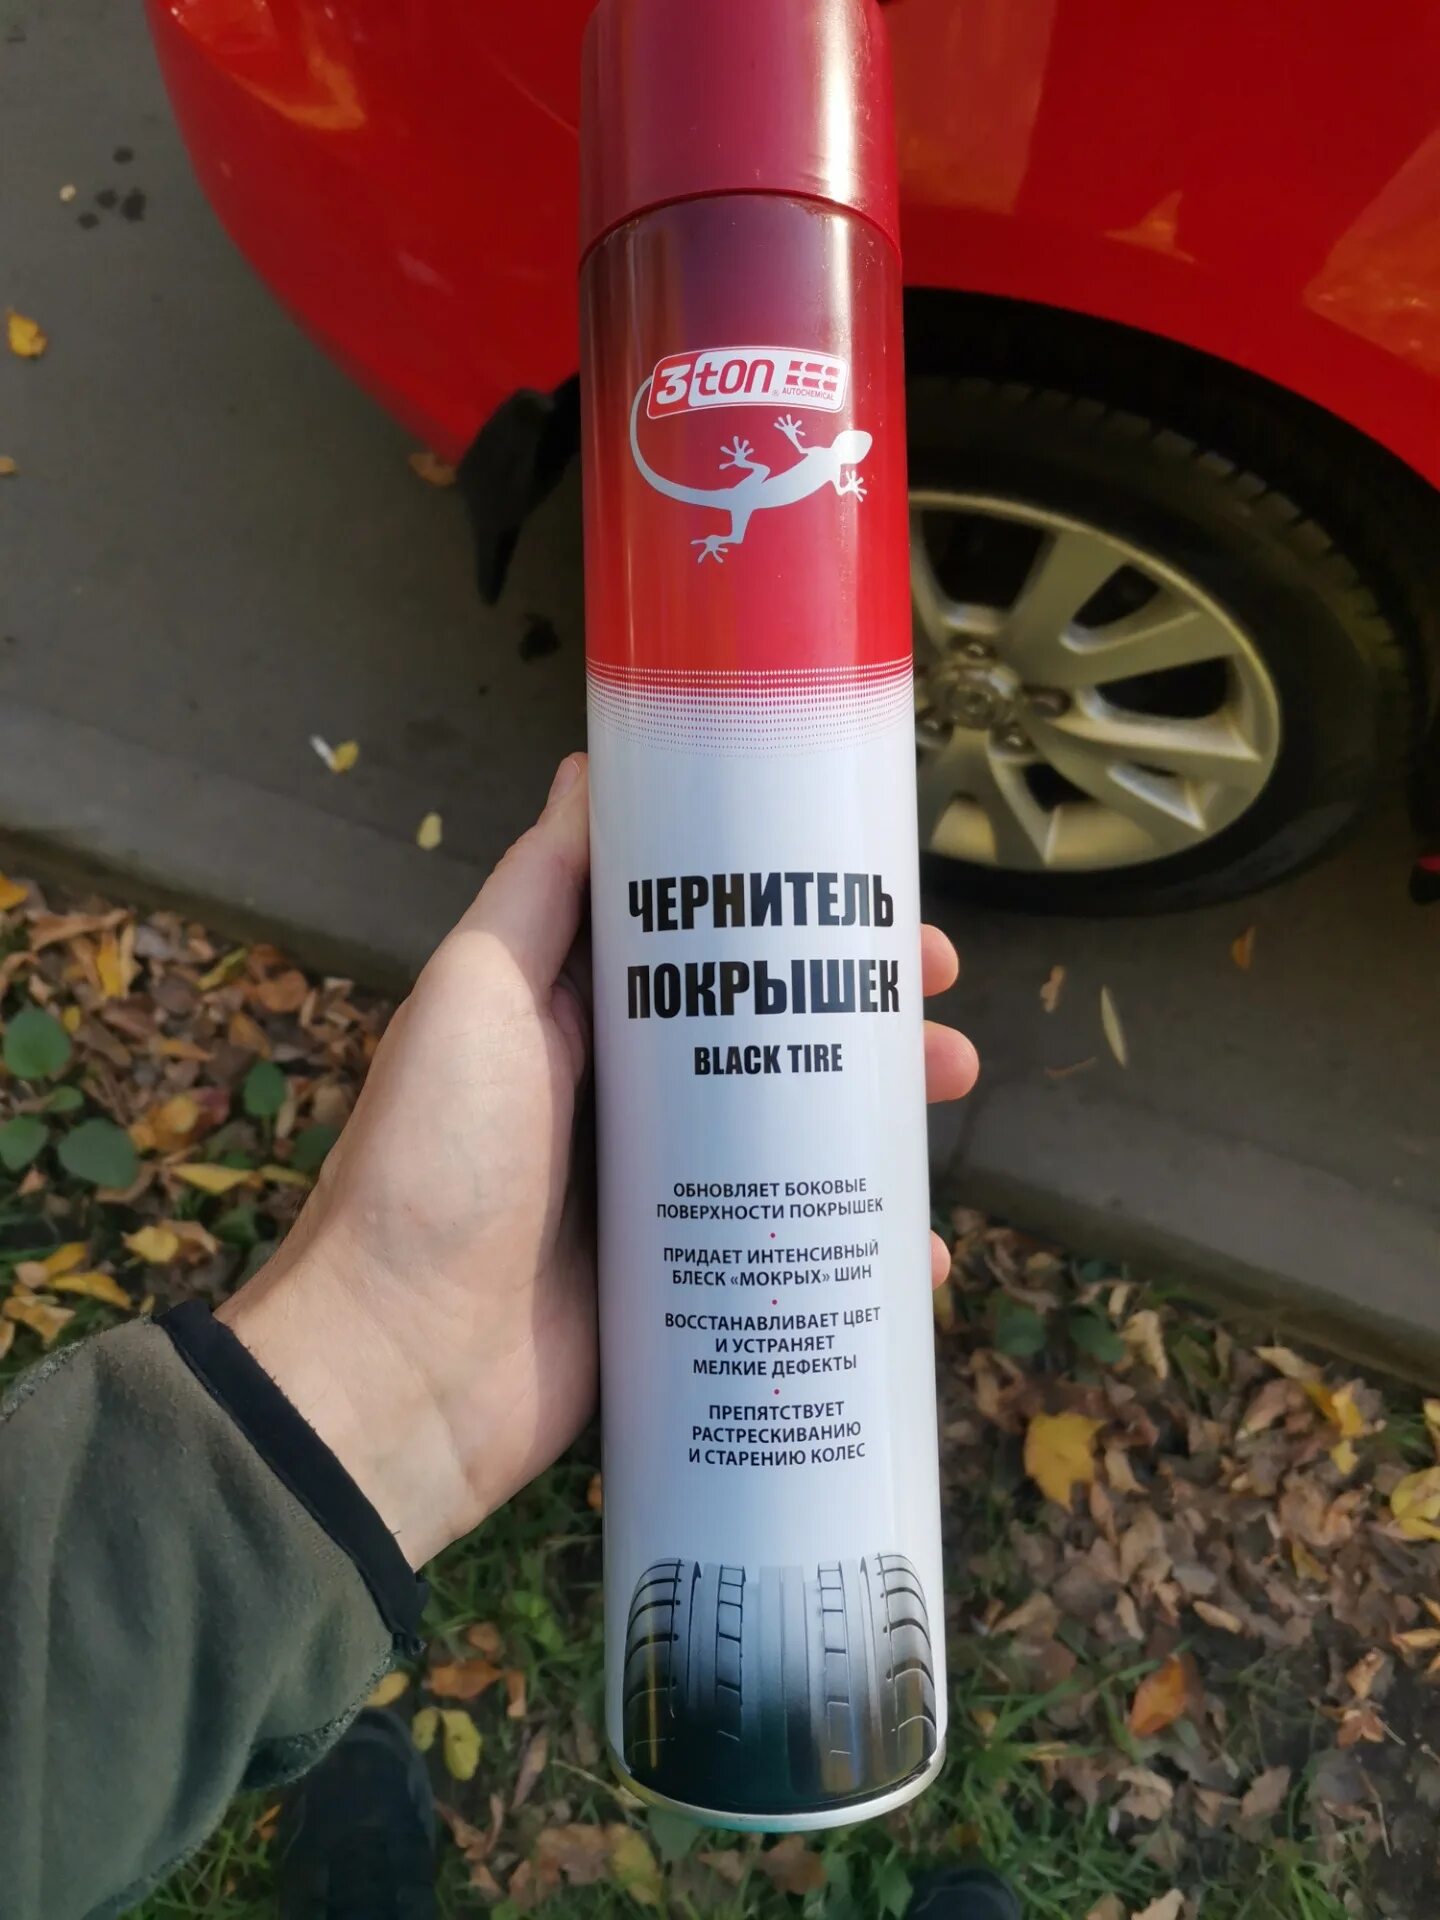 3ton
® AUTOCHEMICAL
ЧЕРНИТЕЛЬ
ПОКРЫШЕК
BLACK TIRE
ОБНОВЛЯЕТ БОКОВЫЕ
ПОВЕРХНОСТИ ПОКРЫШЕК
•
ПРИДАЕТ ИНТЕНСИВНЫЙ
БЛЕСК «МОКРЫХ» ШИН
•
ВОССТАНАВЛИВАЕТ ЦВЕТ
И УСТРАНЯЕТ
МЕЛКИЕ ДЕФЕКТЫ
•
ПРЕПЯТСТВУЕТ
РАСТРЕСКИВАНИЮ
И СТАРЕНИЮ КОЛЕС